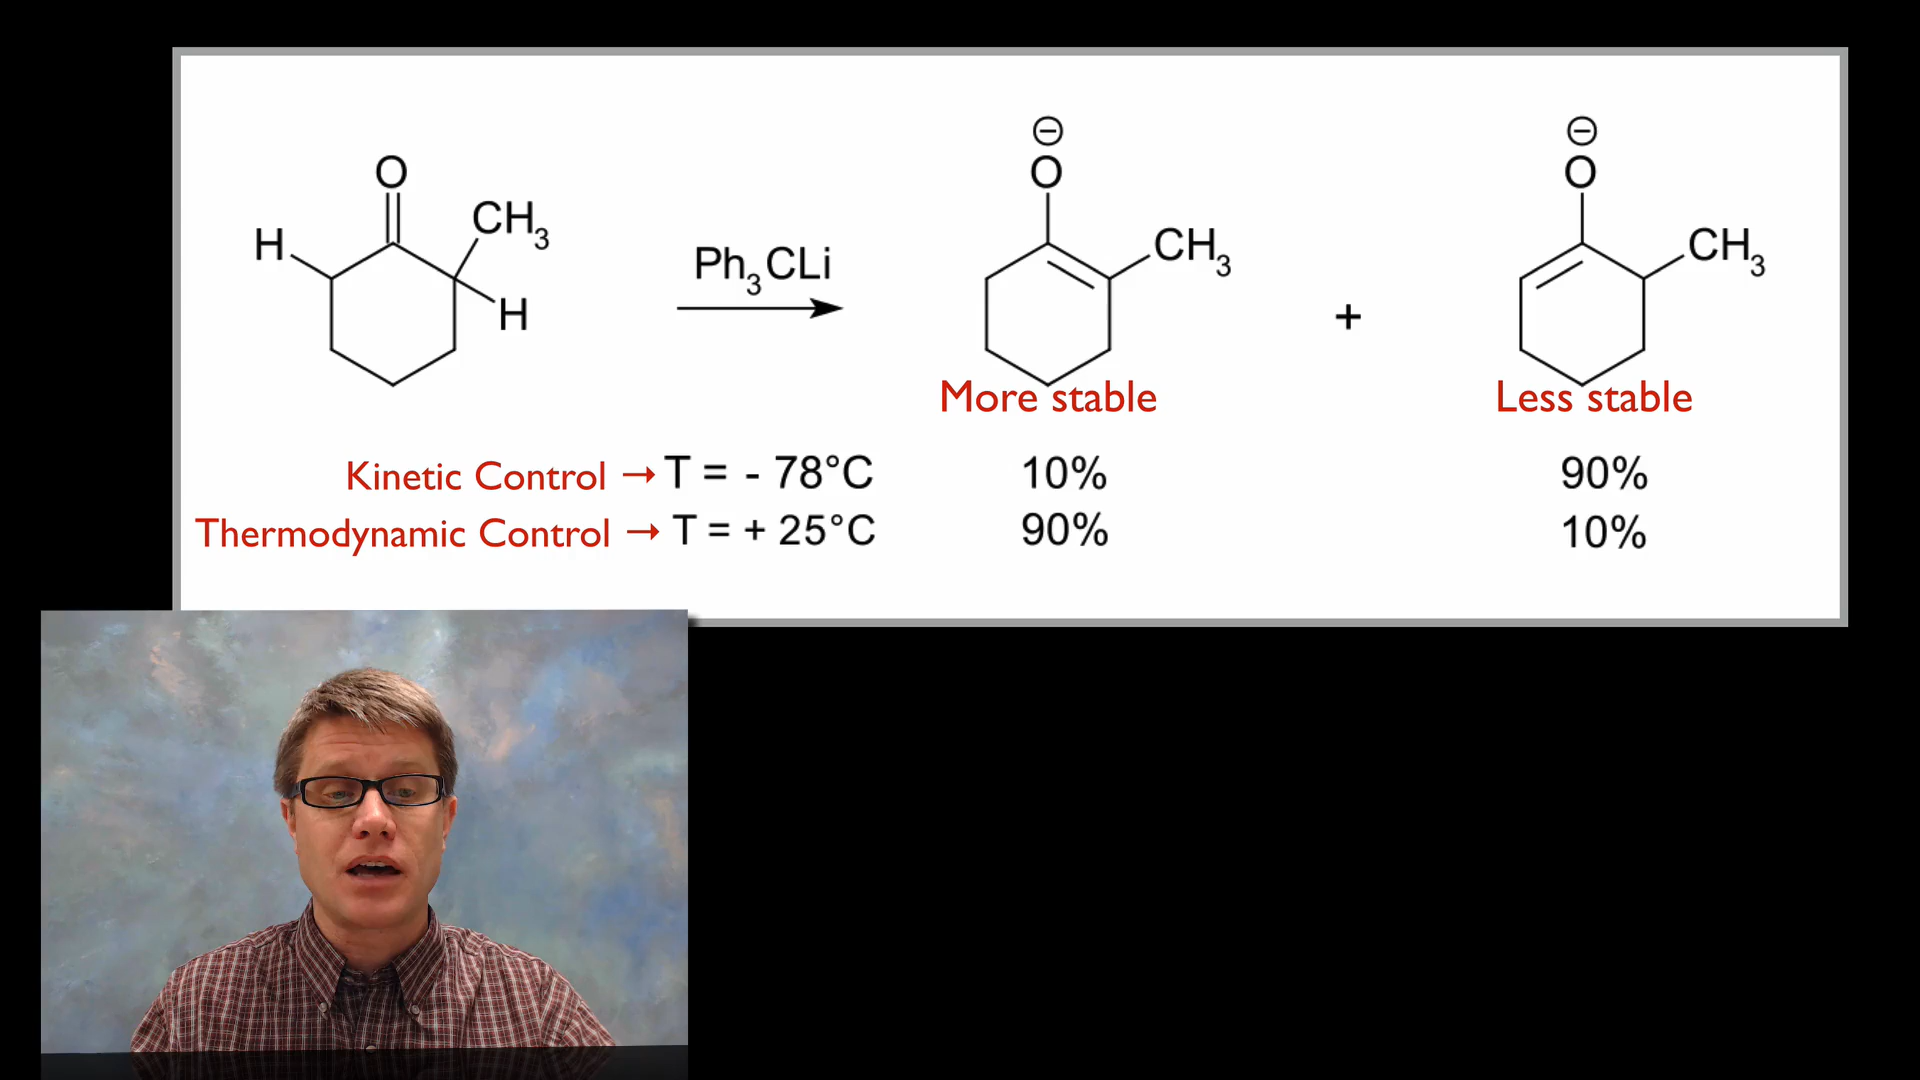 ⊖
⊖
O
O
O
CH₃
H
H
Ph₃CLi
CH₃
+
CH₃
More stable
Less stable
Kinetic Control → T = - 78°C 10% 90%
Thermodynamic Control → T = + 25°C 90% 10%